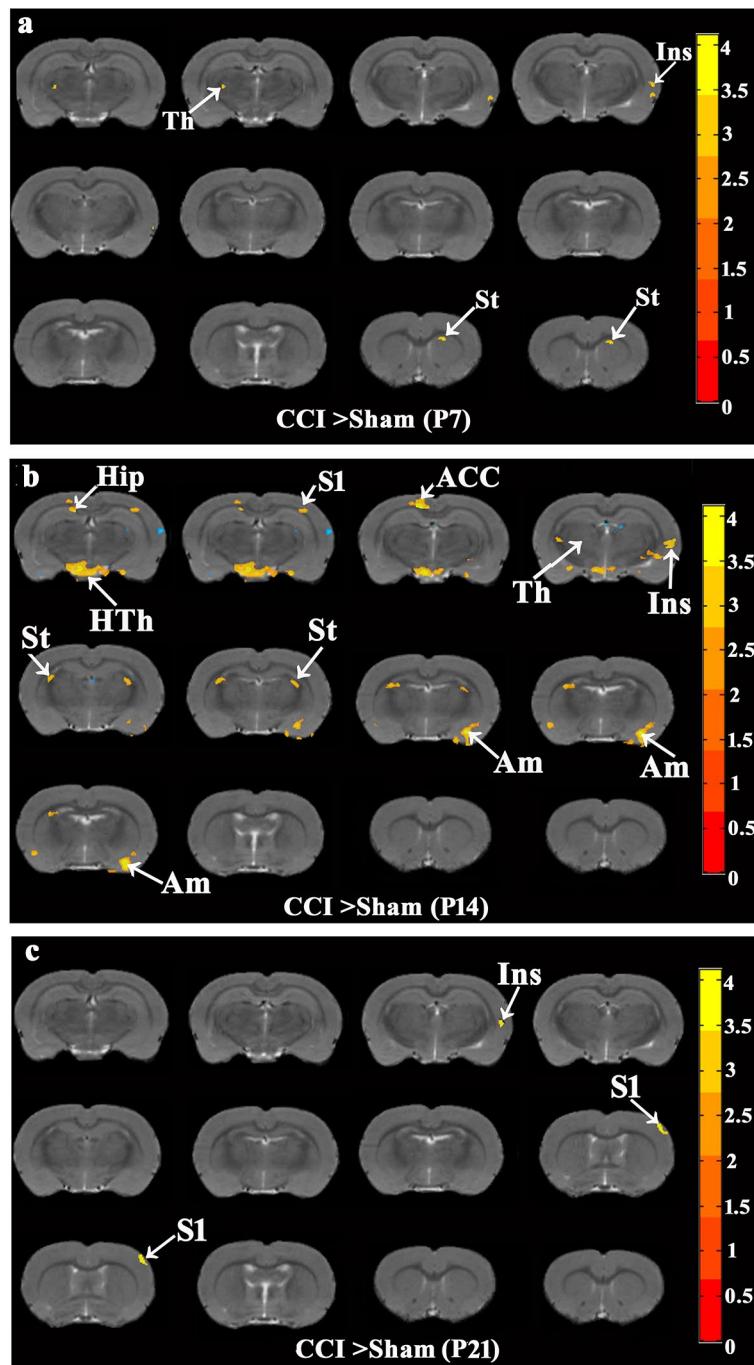 a
Ins
Th
St
St
CCI >Sham (P7)
4
3.5
3
2.5
2
1.5
1
0.5
0
b
Hip
S1
ACC
HTh
Th
Ins
St
St
Am
Am
Am
CCI >Sham (P14)
4
3.5
3
2.5
2
1.5
1
0.5
0
c
Ins
S1
S1
CCI >Sham (P21)
4
3.5
3
2.5
2
1.5
1
0.5
0